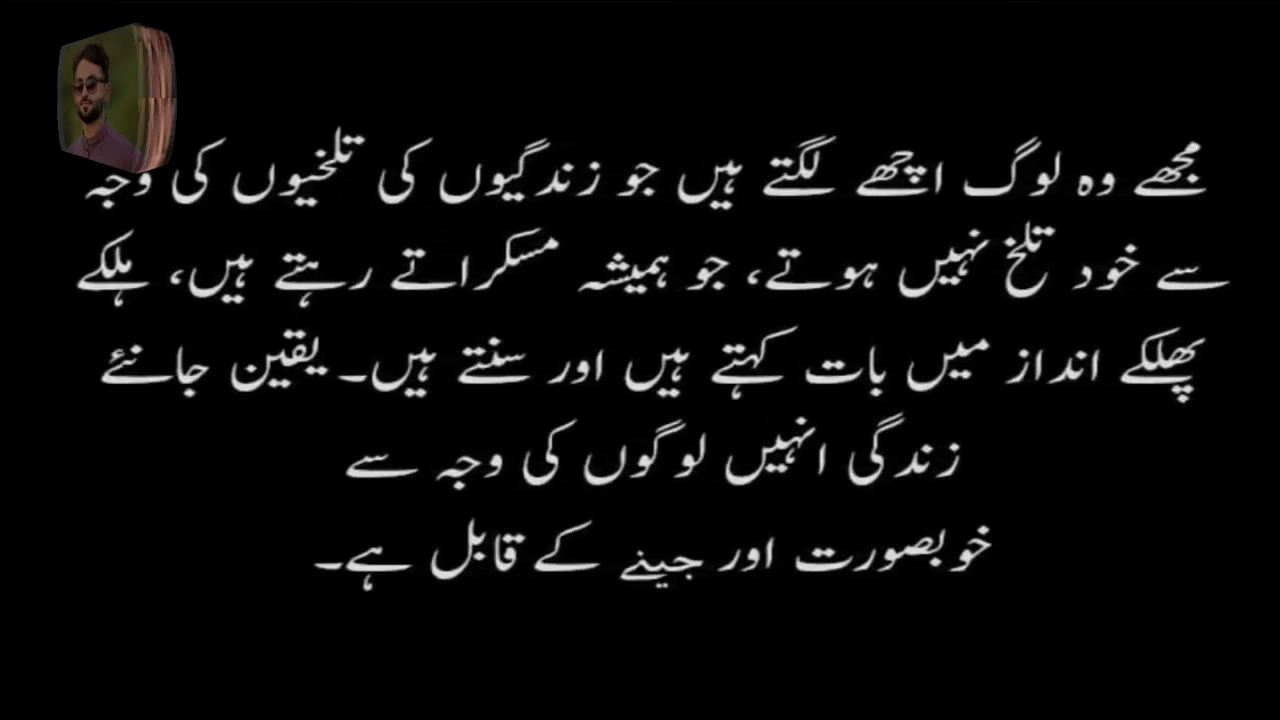 مجھے وہ لوگ اچھے لگتے ہیں جو زندگیوں کی تلخیوں کی وجہ
سے خود تلخ نہیں ہوتے، جو ہمیشہ مسکراتے رہتے ہیں، ہلکے
پھلکے انداز میں بات کہتے ہیں اور سنتے ہیں۔ یقین جانئے
زندگی انہیں لوگوں کی وجہ سے
خوبصورت اور جینے کے قابل ہے۔